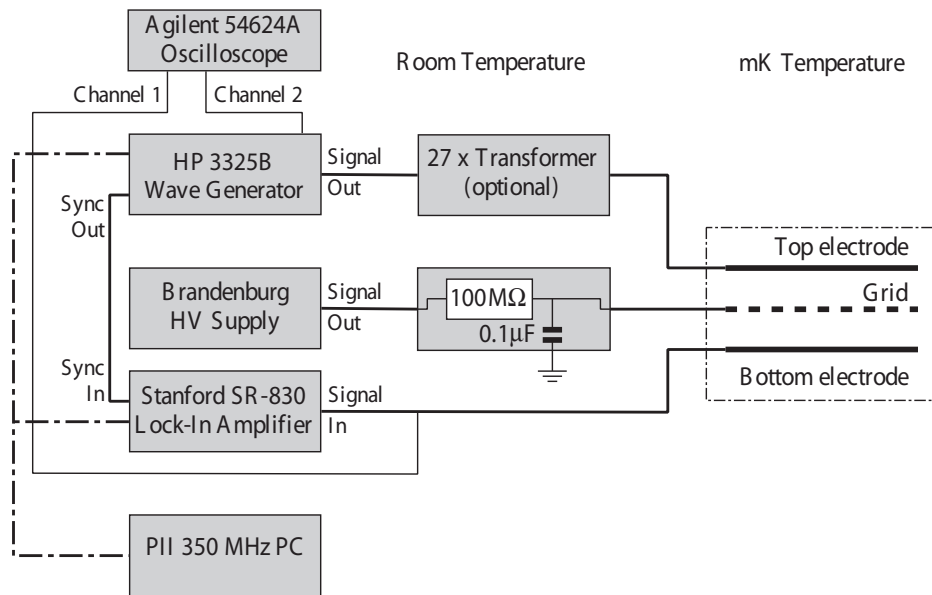 Agilent 54624A
Oscilloscope
Room Temperature
mK Temperature
Channel 1
Channel 2
HP 3325B
Wave Generator
Signal
Out
27 x Transformer
(optional)
Sync
Out
Top electrode
Brandenburg
HV Supply
Signal
Out
100MΩ
0.1µF
Grid
Sync
In
Stanford SR-830
Lock-In Amplifier
Signal
In
Bottom electrode
PII 350 MHz PC